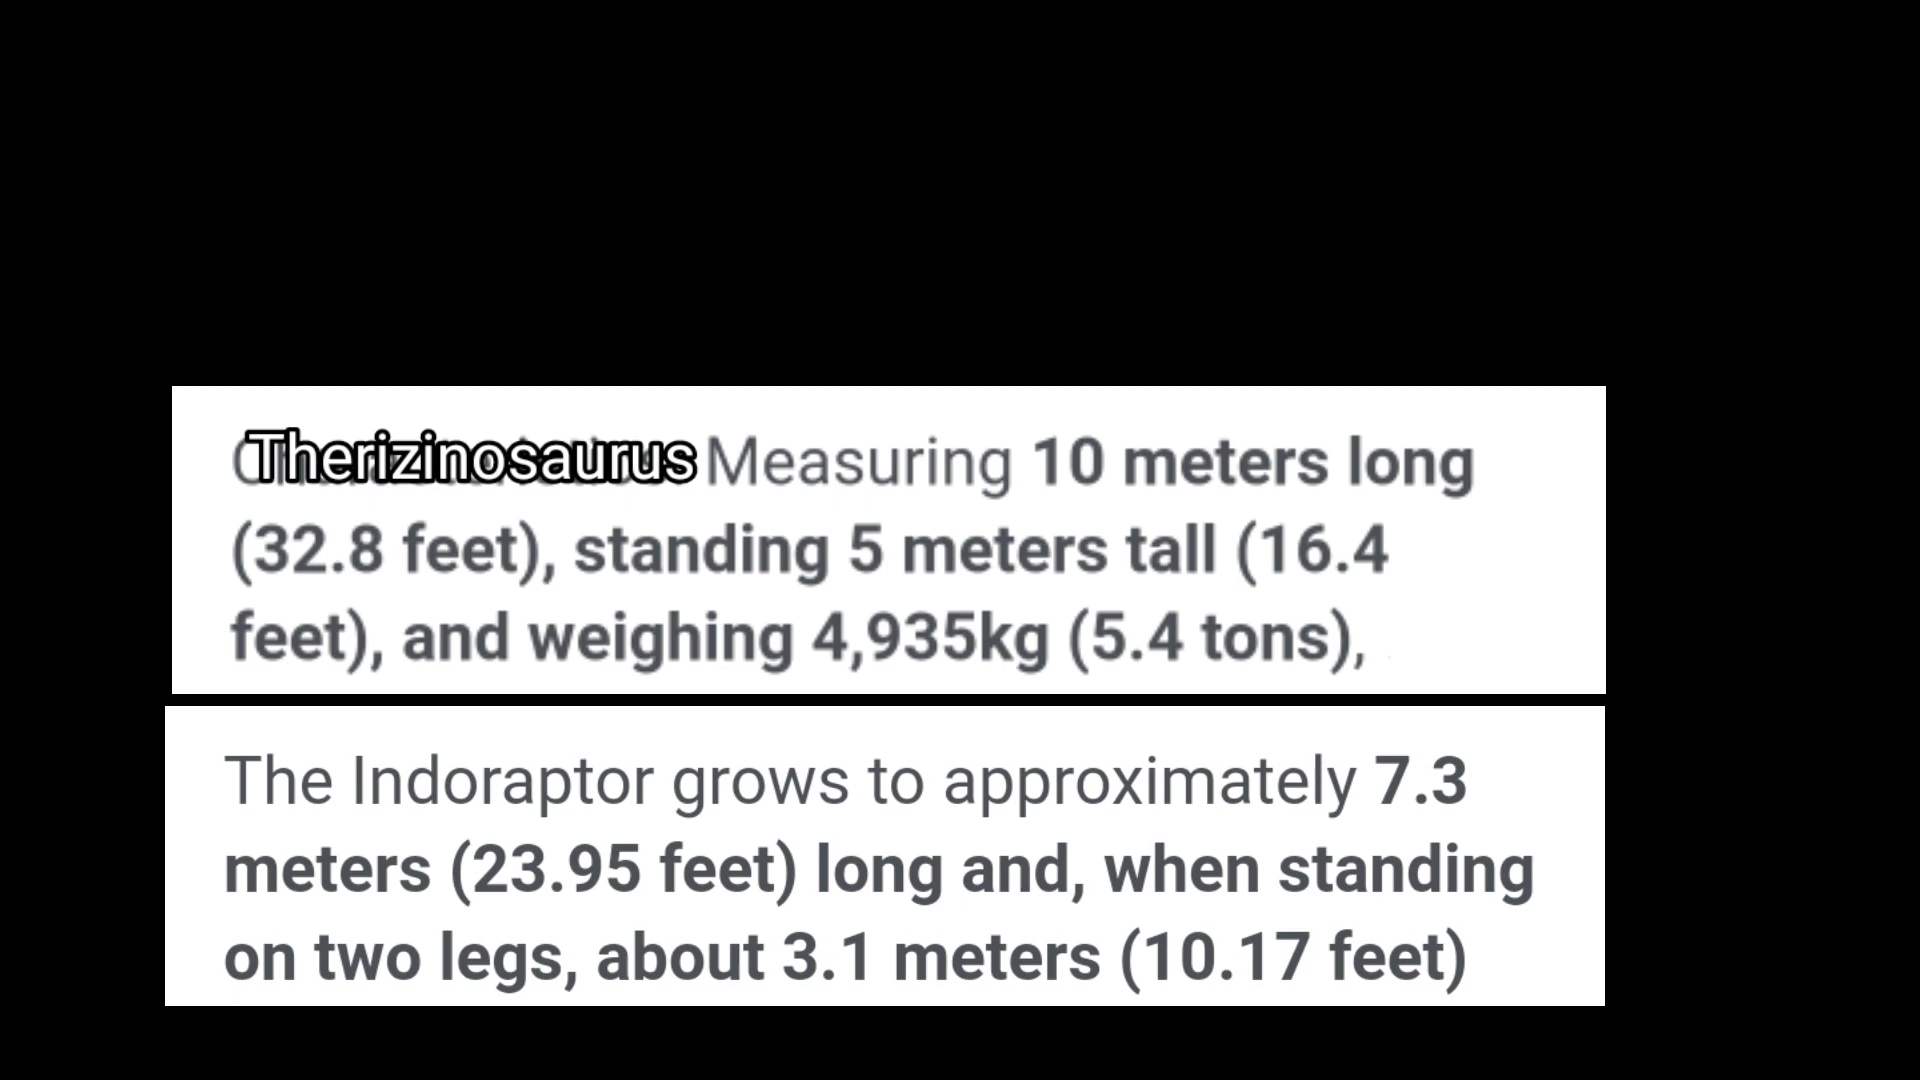 Therizinosaurus Measuring 10 meters long
(32.8 feet), standing 5 meters tall (16.4
feet), and weighing 4,935kg (5.4 tons),
The Indoraptor grows to approximately 7.3
meters (23.95 feet) long and, when standing
on two legs, about 3.1 meters (10.17 feet)